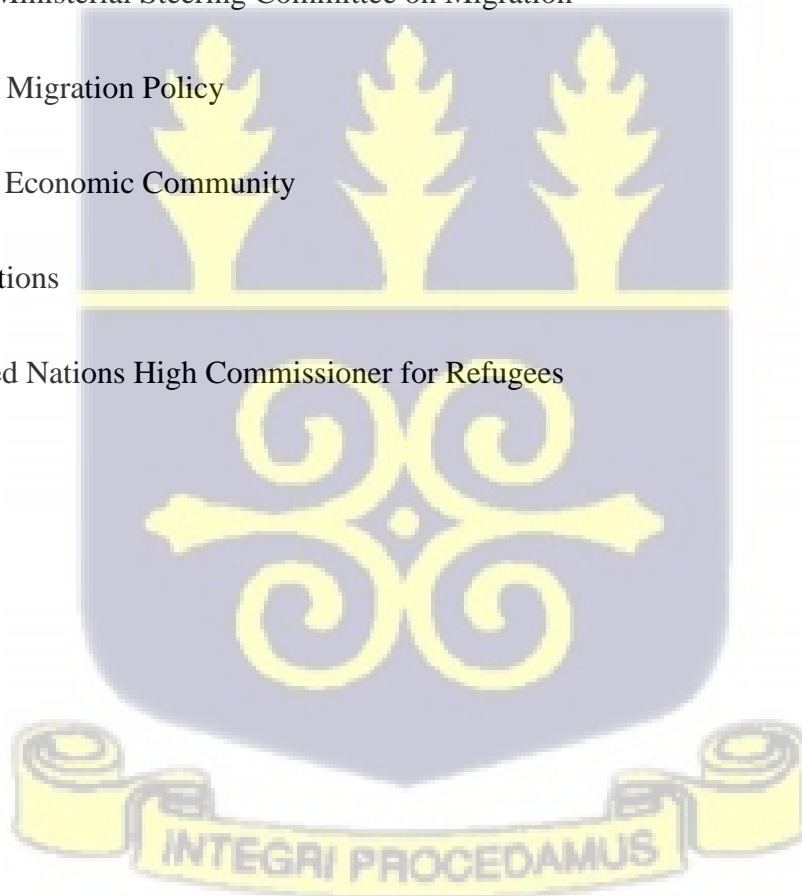 Ministerial Steering Committee on Migration
Migration Policy
Economic Community
tions
ed Nations High Commissioner for Refugees
INTEGRI PROCEDAMUS